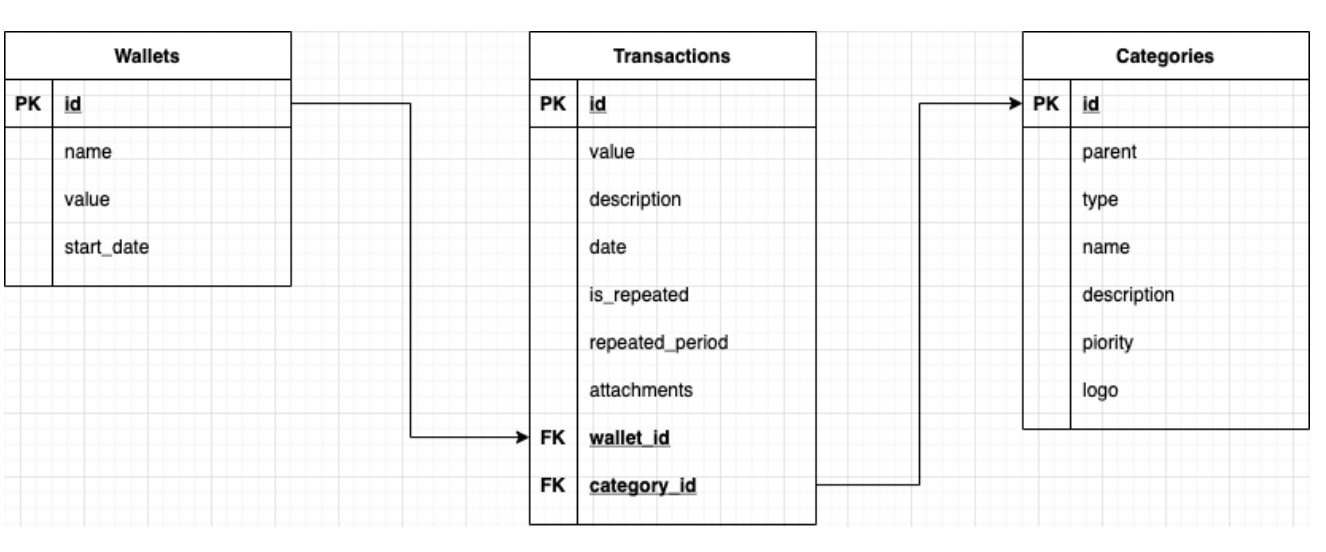 Wallets
PK id
name
value
start_date
Transactions
PK id
value
description
date
is_repeated
repeated_period
attachments
FK wallet_id
FK category_id
Categories
PK id
parent
type
name
description
piority
logo